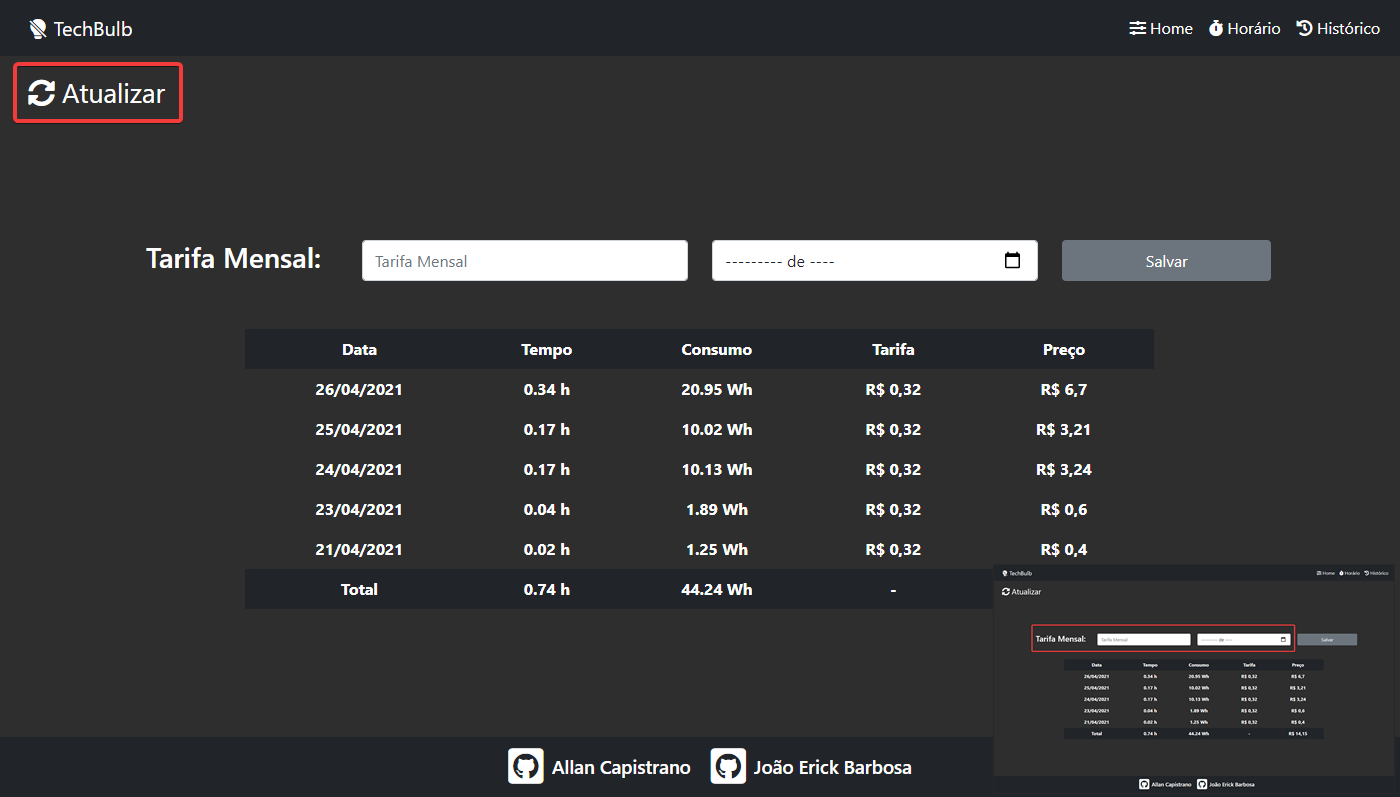 TechBulb Home Horário Histórico
Atualizar
Tarifa Mensal: Tarifa Mensal --------- de ---- Salvar
Data Tempo Consumo Tarifa Preço
26/04/2021 0.34 h 20.95 Wh R$ 0,32 R$ 6,7
25/04/2021 0.17 h 10.02 Wh R$ 0,32 R$ 3,21
24/04/2021 0.17 h 10.13 Wh R$ 0,32 R$ 3,24
23/04/2021 0.04 h 1.89 Wh R$ 0,32 R$ 0,6
21/04/2021 0.02 h 1.25 Wh R$ 0,32 R$ 0,4
Total 0.74 h 44.24 Wh -
Allan Capistrano João Erick Barbosa
TechBulb Home Horário Histórico
Atualizar
Tarifa Mensal: Tarifa Mensal --------- de ---- Salvar
Data Tempo Consumo Tarifa Preço
26/04/2021 0.34 h 20.95 Wh R$ 0,32 R$ 6,7
25/04/2021 0.17 h 10.02 Wh R$ 0,32 R$ 3,21
24/04/2021 0.17 h 10.13 Wh R$ 0,32 R$ 3,24
23/04/2021 0.04 h 1.89 Wh R$ 0,32 R$ 0,6
21/04/2021 0.02 h 1.25 Wh R$ 0,32 R$ 0,4
Total 0.74 h 44.24 Wh - R$ 14,15
Allan Capistrano João Erick Barbosa